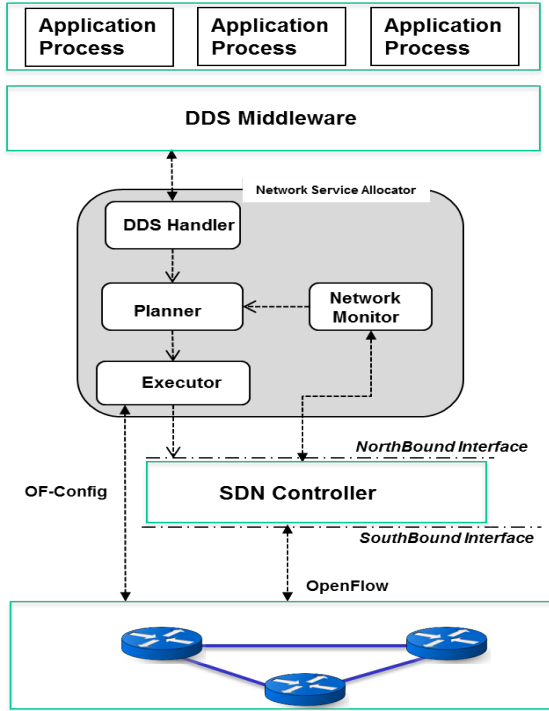 Application Process
Application Process
Application Process
DDS Middleware
Network Service Allocator
DDS Handler
Planner
Network
Monitor
Executor
NorthBound Interface
OF-Config
SDN Controller
SouthBound Interface
OpenFlow